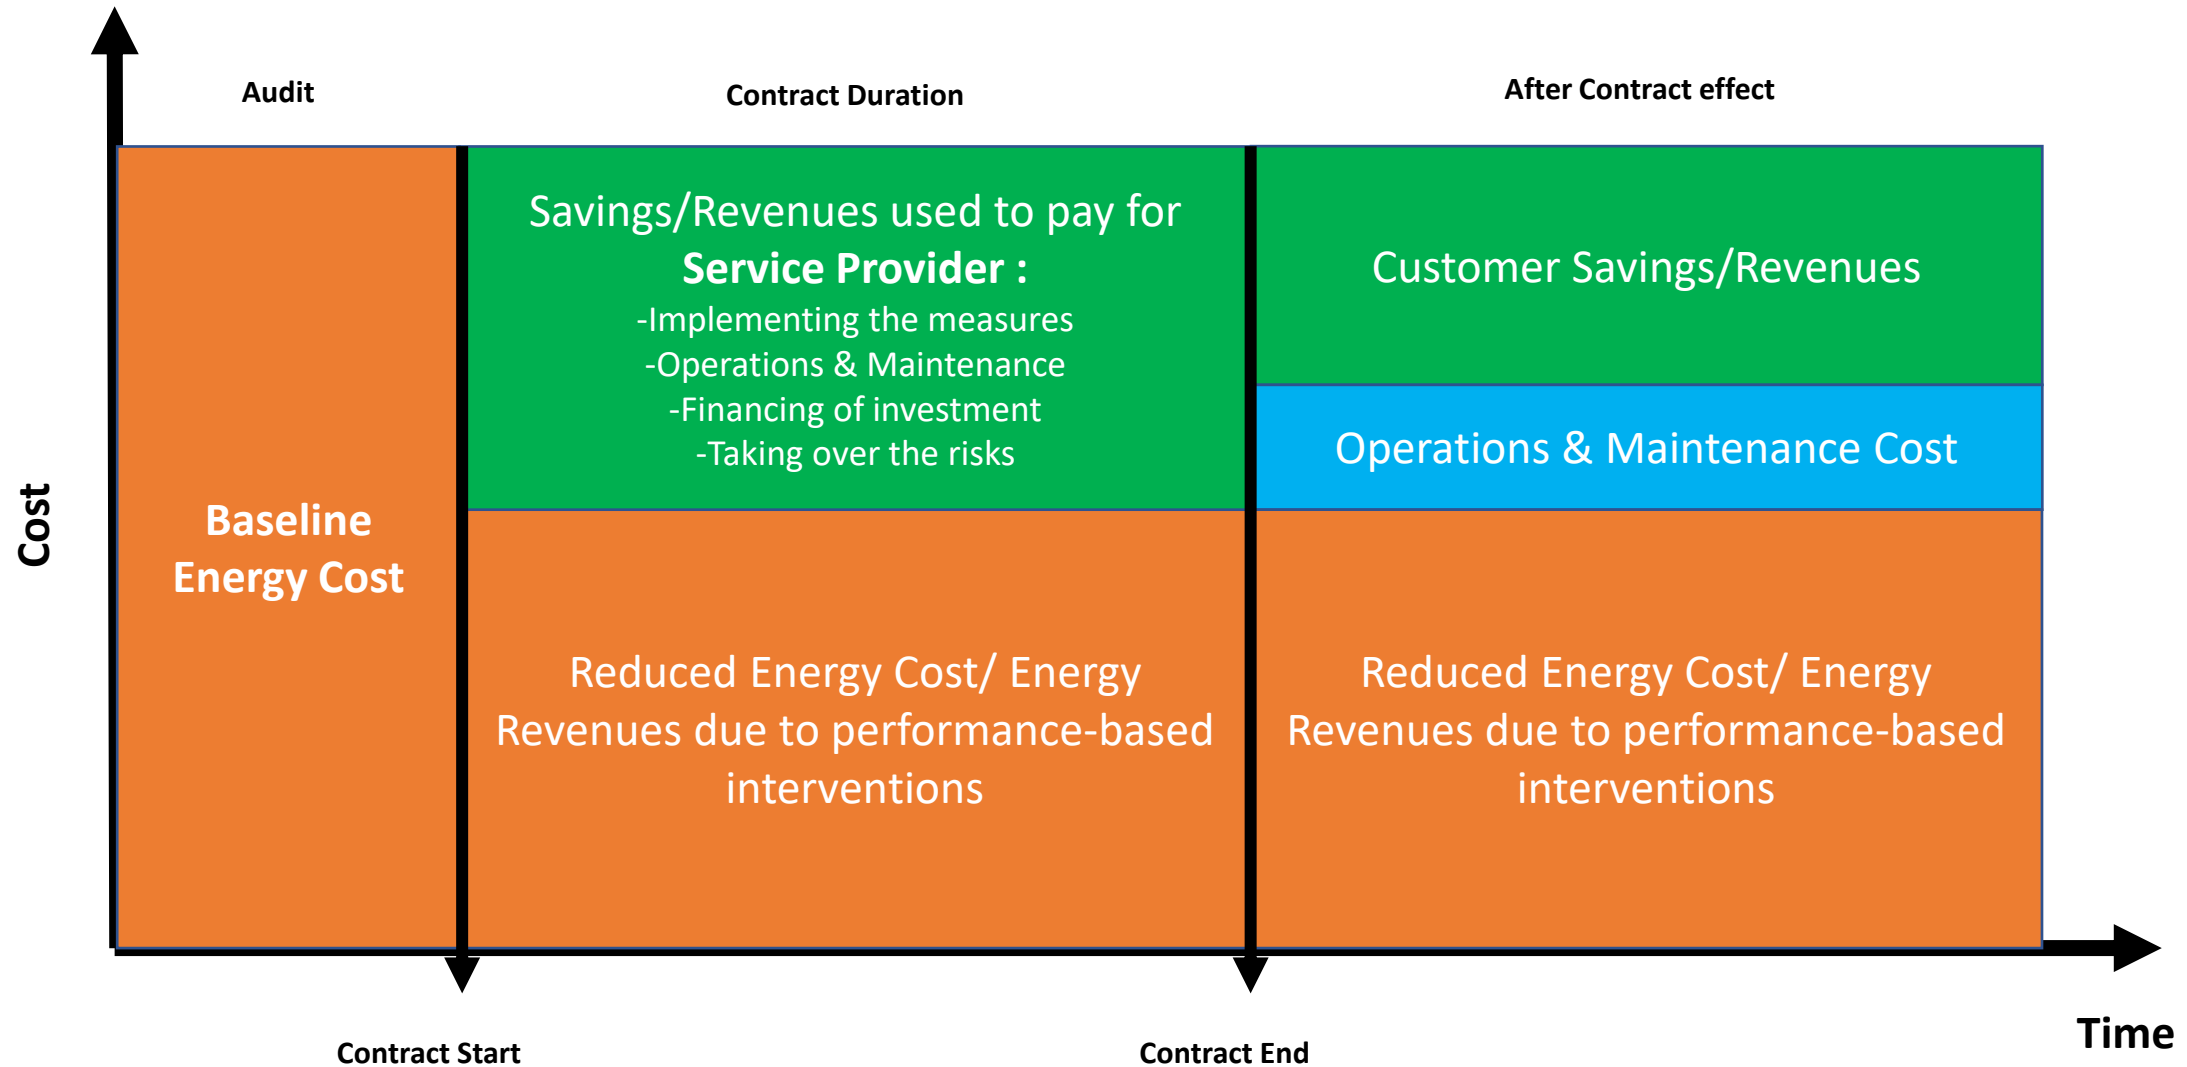 Audit
Contract Duration
After Contract effect
Cost
Baseline
Energy Cost
Savings/Revenues used to pay for
Service Provider :
-Implementing the measures
-Operations & Maintenance
-Financing of investment
-Taking over the risks
Reduced Energy Cost/ Energy
Revenues due to performance-based
interventions
Customer Savings/Revenues
Operations & Maintenance Cost
Reduced Energy Cost/ Energy
Revenues due to performance-based
interventions
Contract Start
Contract End
Time